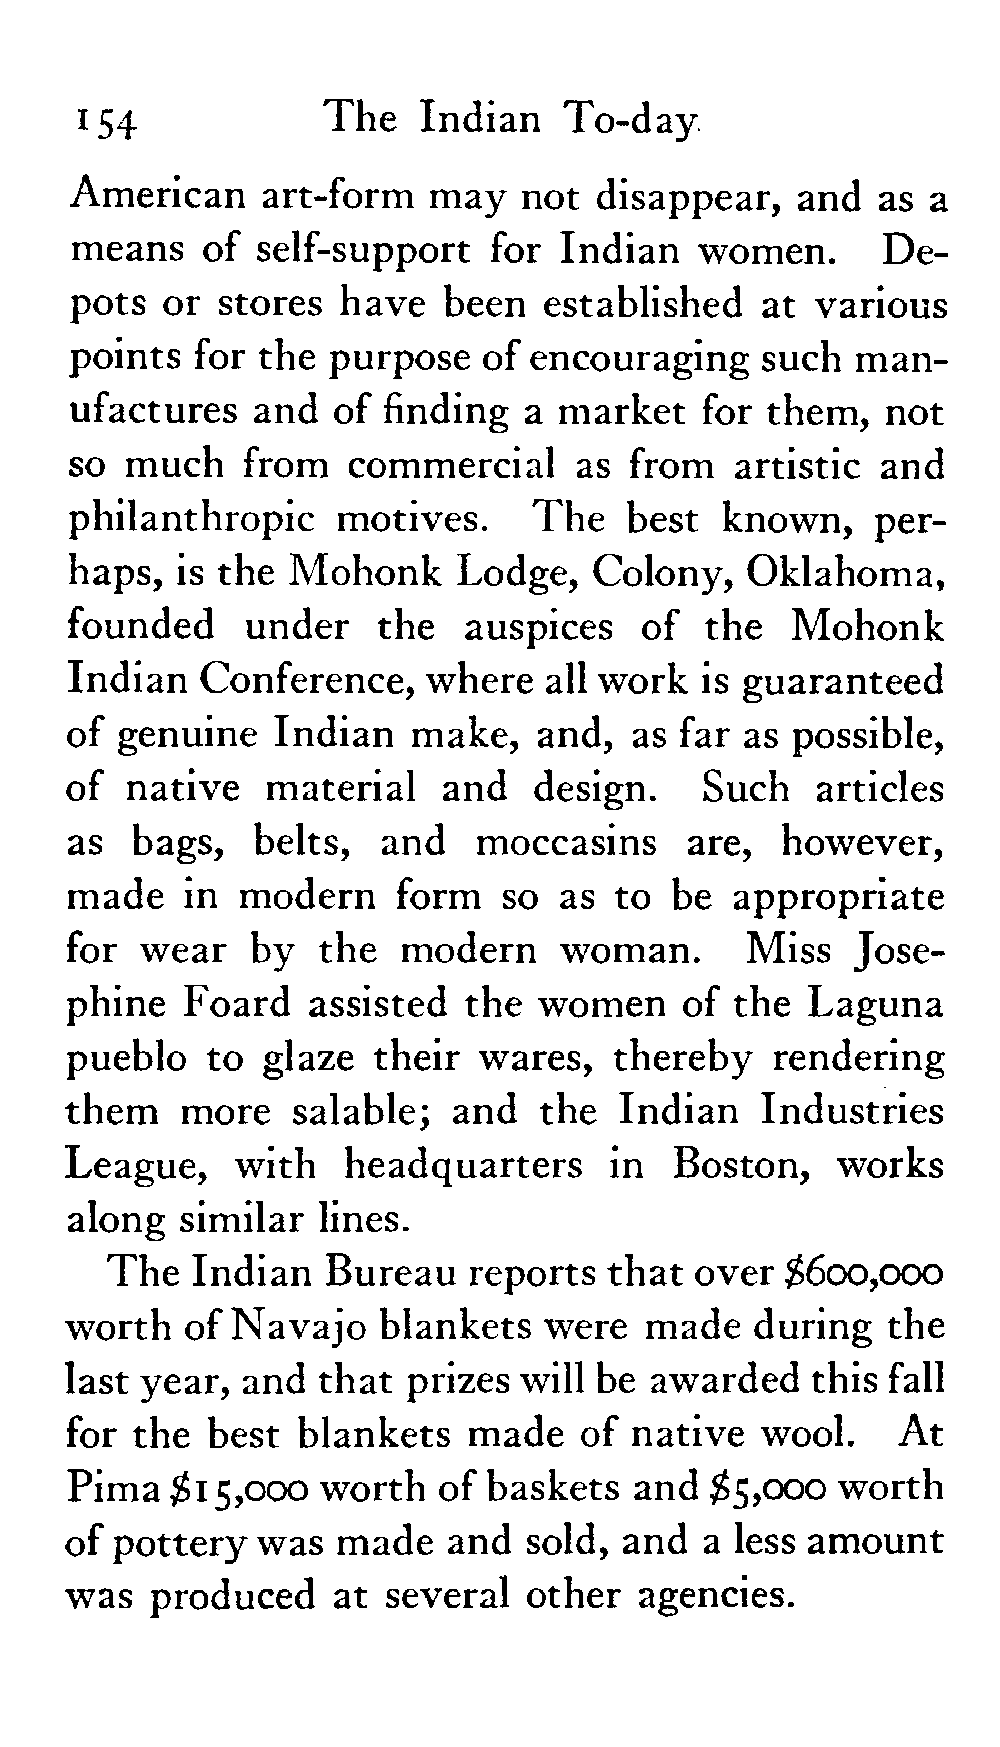 154 The Indian To-day
American art-form may not disappear, and as a
means of self-support for Indian women. De-
pots or stores have been established at various
points for the purpose of encouraging such man-
ufactures and of finding a market for them, not
so much from commercial as from artistic and
philanthropic motives. The best known, per-
haps, is the Mohonk Lodge, Colony, Oklahoma,
founded under the auspices of the Mohonk
Indian Conference, where all work is guaranteed
of genuine Indian make, and, as far as possible,
of native material and design. Such articles
as bags, belts, and moccasins are, however,
made in modern form so as to be appropriate
for wear by the modern woman. Miss Jose-
phine Foard assisted the women of the Laguna
pueblo to glaze their wares, thereby rendering
them more salable; and the Indian Industries
League, with headquarters in Boston, works
along similar lines.
The Indian Bureau reports that over $600,000
worth of Navajo blankets were made during the
last year, and that prizes will be awarded this fall
for the best blankets made of native wool. At
Pima $15,000 worth of baskets and $5,000 worth
of pottery was made and sold, and a less amount
was produced at several other agencies.